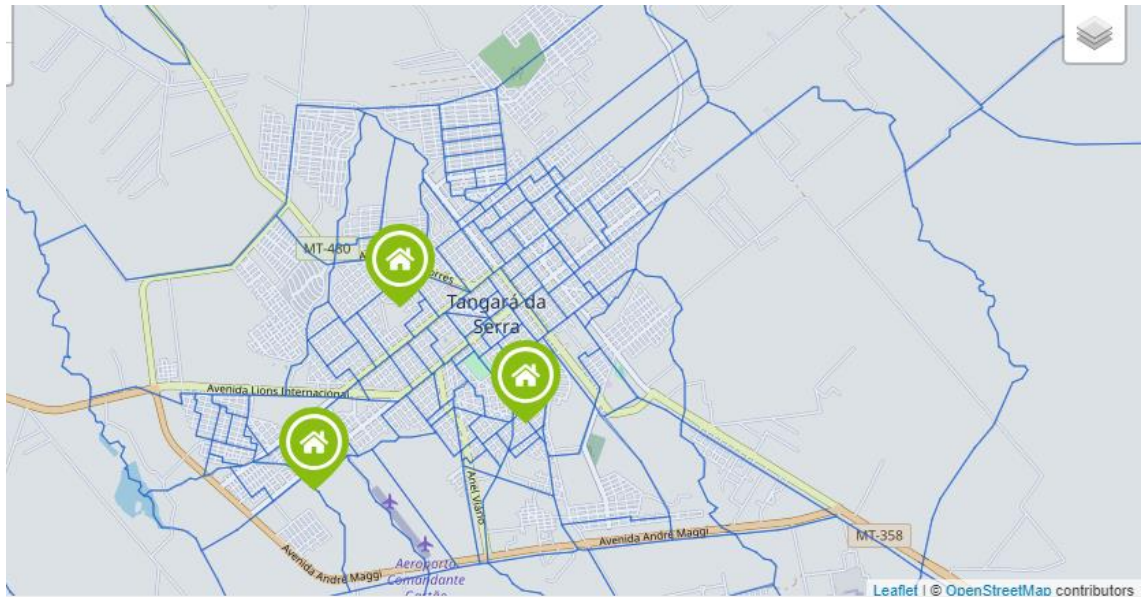 MT-480
Tangará da
Serra
Avenida Lions Internacional
Anel Viário
Avenida André Maggi
MT-358
Avenida André Maggi
Aeroporto
Comandante
Leaflet | © OpenStreetMap contributors